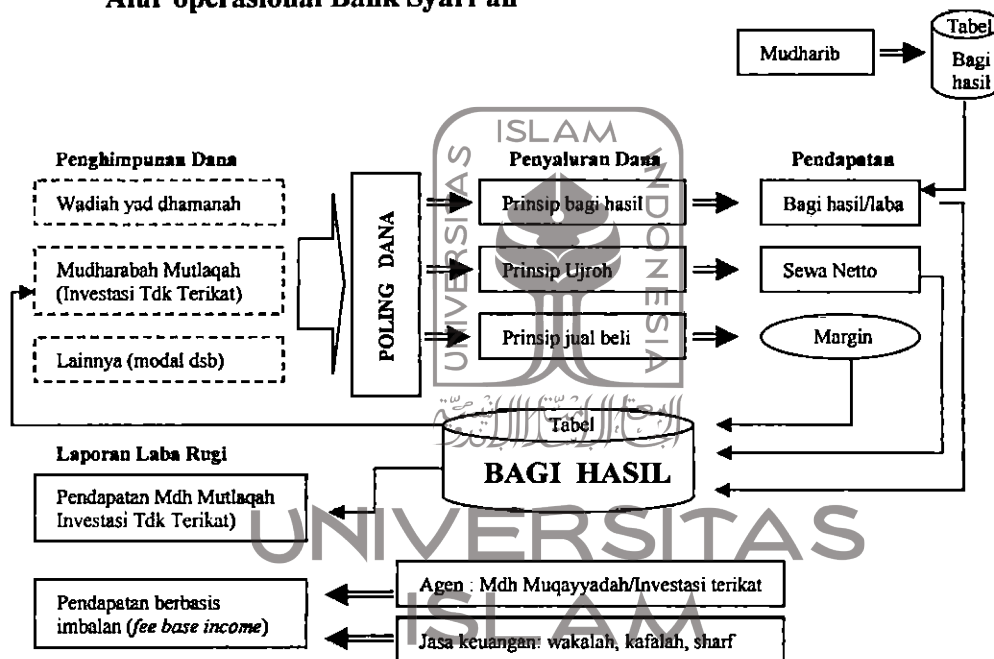 Alur operasional Bank Syari'ah
Mudharib
Tabel
Bagi
hasil
Penghimpunan Dana
Wadiah yad dhamanah
Mudharabah Mutlaqah
(Investasi Tdk Terikat)
Lainnya (modal dsb)
POLING DANA
Penyaluran Dana
Prinsip bagi hasil
Prinsip Ujroh
Prinsip jual beli
Pendapatan
Bagi hasil/laba
Sewa Netto
Margin
Tabel
BAGI HASIL
Laporan Laba Rugi
Pendapatan Mdh Mutlaqah
Investasi Tdk Terikat)
Pendapatan berbasis
imbalan (fee base income)
Agen : Mdh Muqayyadah/Investasi terikat
Jasa keuangan: wakalah, kafalah, sharf
ISLAM
UNIVERSITAS
INDONESIA
UNIVERSITAS
ISLAM